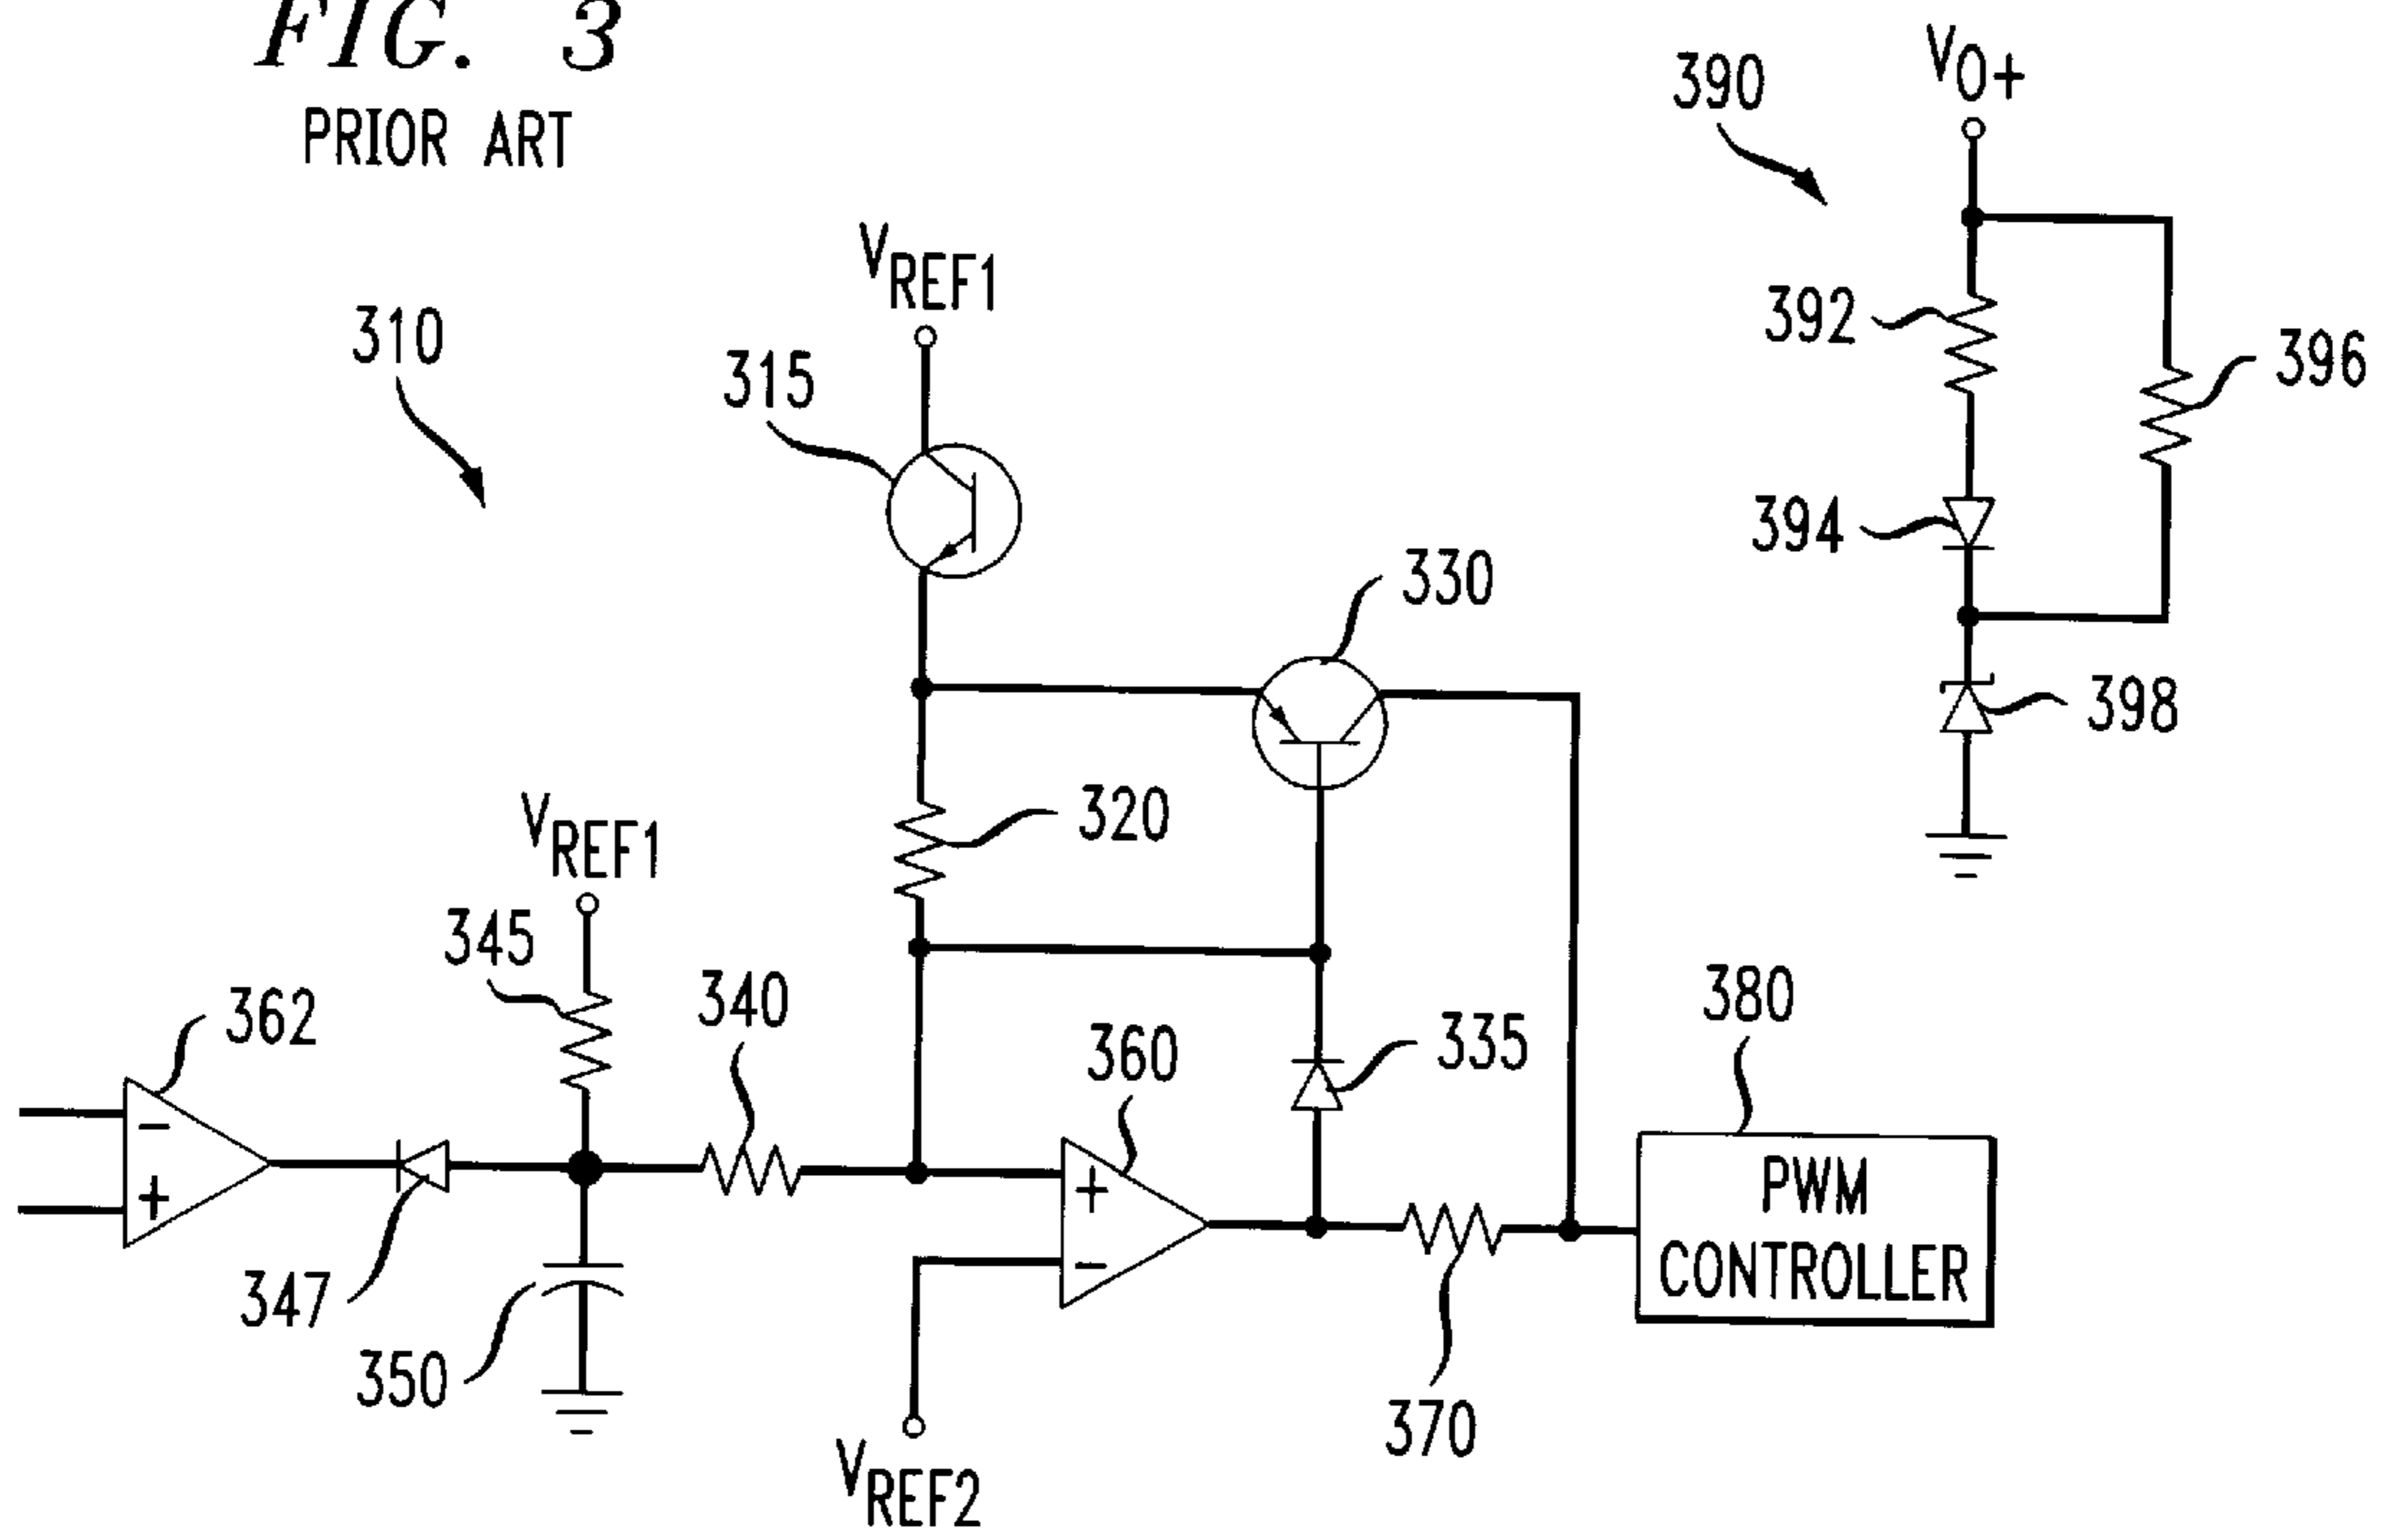 FIG. 3
PRIOR ART
390
VO+
VREF1
310
315
392
396
394
330
398
320
VREF1
345
362
340
360
335
380
−
+
+
−
PWM
CONTROLLER
347
350
370
VREF2